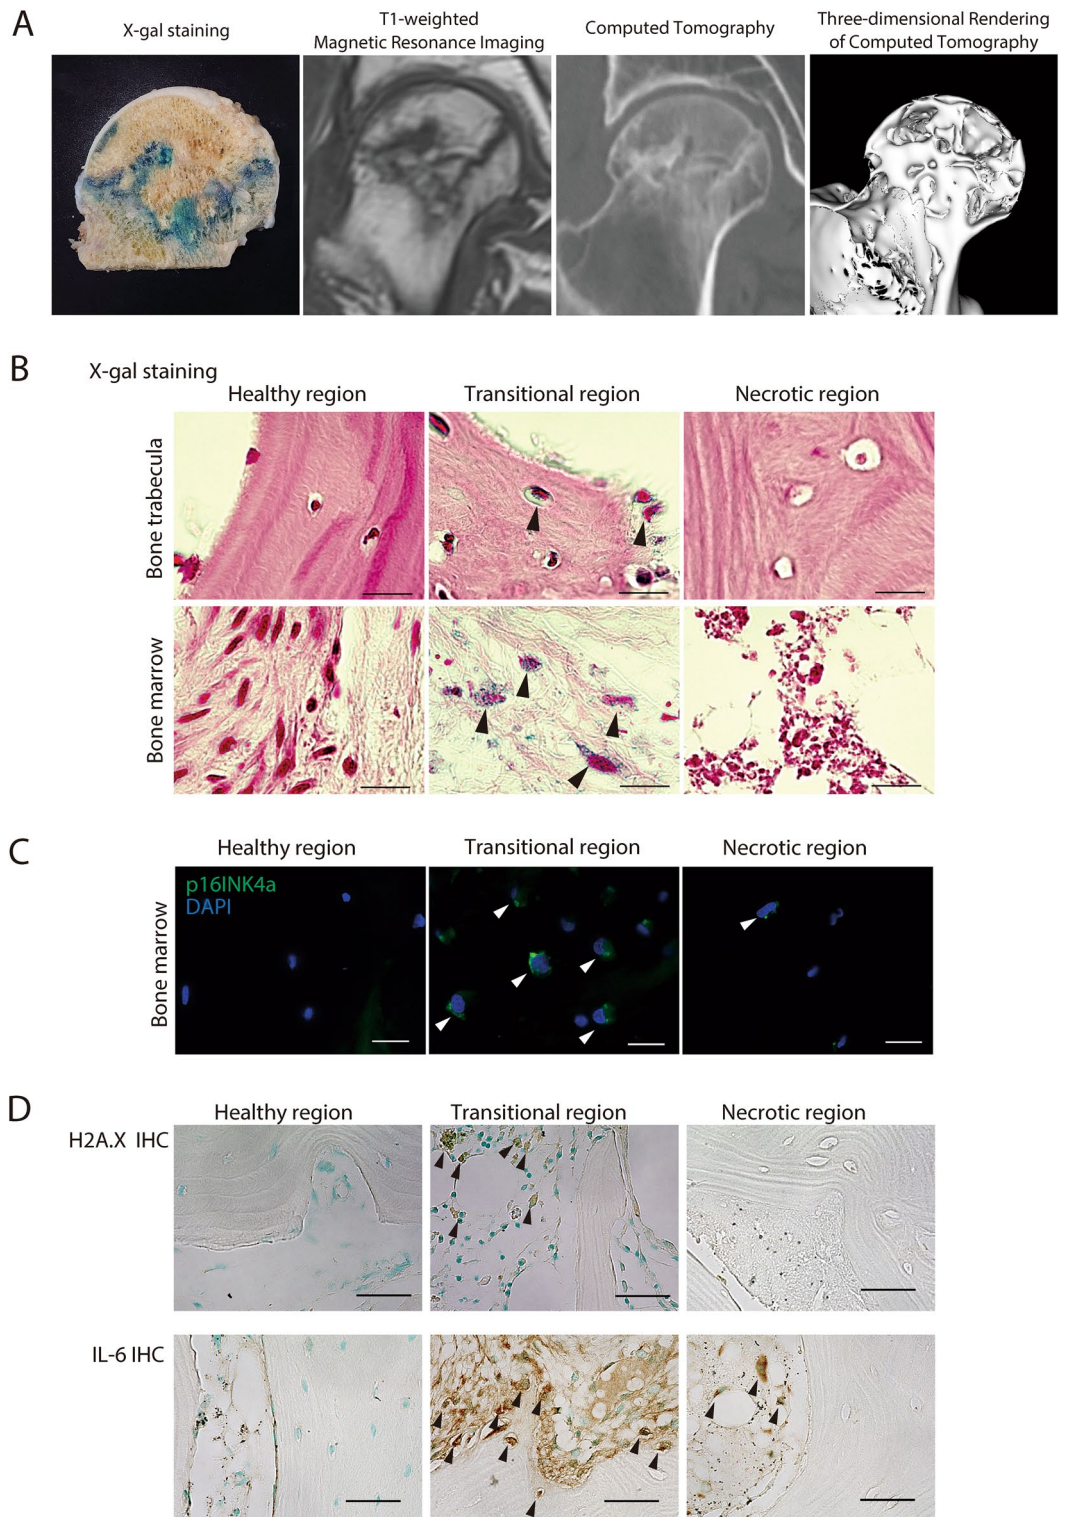 A
X-gal staining
T1-weighted
Magnetic Resonance Imaging
Computed Tomography
Three-dimensional Rendering
of Computed Tomography
B
X-gal staining
Healthy region
Transitional region
Necrotic region
Bone trabecula
Bone marrow
C
Healthy region
Transitional region
Necrotic region
p16INK4a
DAPI
Bone marrow
D
Healthy region
Transitional region
Necrotic region
H2A.X IHC
IL-6 IHC